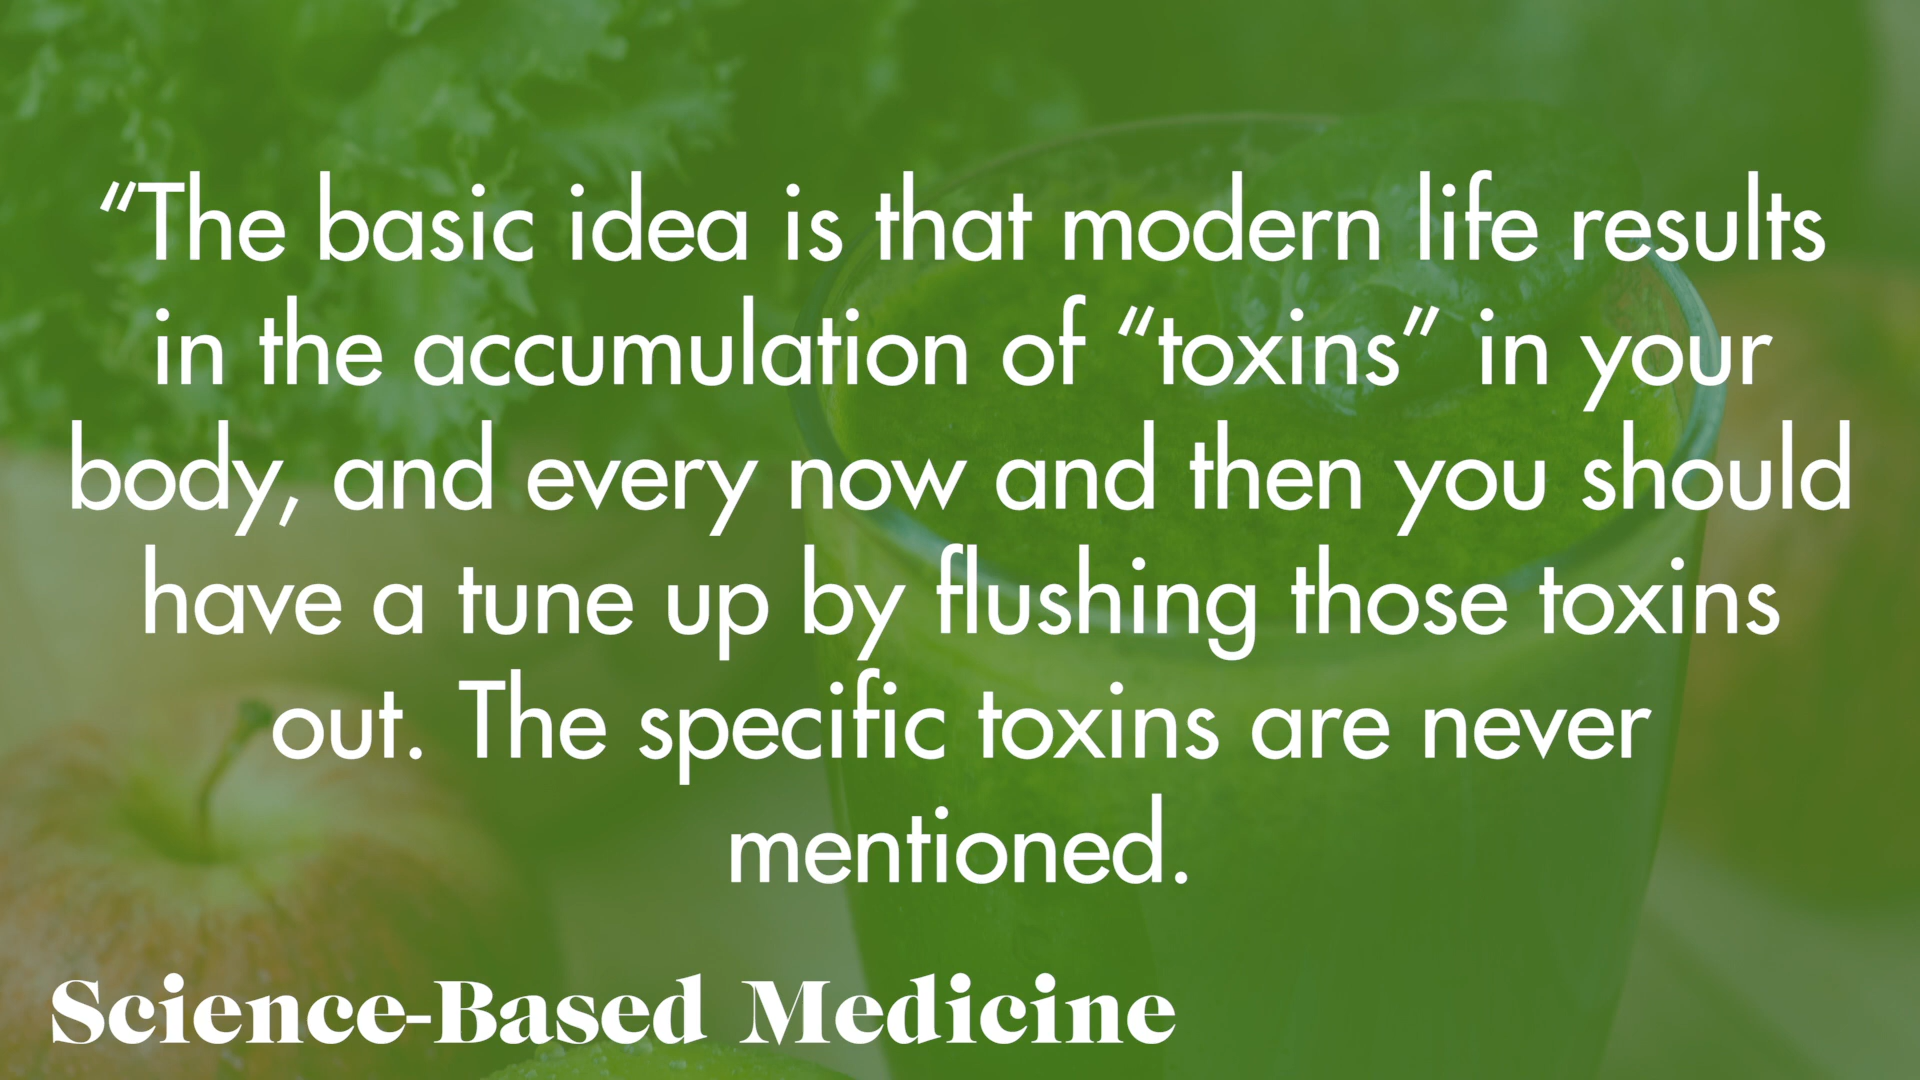 “The basic idea is that modern life results
in the accumulation of “toxins” in your
body, and every now and then you should
have a tune up by flushing those toxins
out. The specific toxins are never
mentioned.
Science-Based Medicine